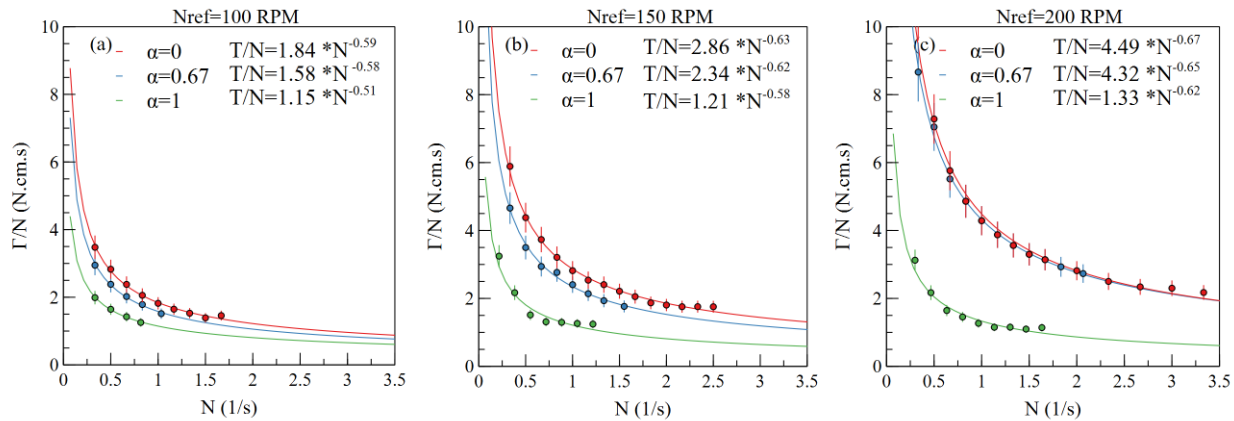 Nref=100 RPM
(a)
α=0 T/N=1.84 *N^-0.59
α=0.67 T/N=1.58 *N^-0.58
α=1 T/N=1.15 *N^-0.51
10
8
6
4
2
0
Γ/N (N.cm.s)
0 0.5 1 1.5 2 2.5 3 3.5
N (1/s)
Nref=150 RPM
(b)
α=0 T/N=2.86 *N^-0.63
α=0.67 T/N=2.34 *N^-0.62
α=1 T/N=1.21 *N^-0.58
10
8
6
4
2
0
Γ/N (N.cm.s)
0 0.5 1 1.5 2 2.5 3 3.5
N (1/s)
Nref=200 RPM
(c)
α=0 T/N=4.49 *N^-0.67
α=0.67 T/N=4.32 *N^-0.65
α=1 T/N=1.33 *N^-0.62
10
8
6
4
2
0
Γ/N (N.cm.s)
0 0.5 1 1.5 2 2.5 3 3.5
N (1/s)